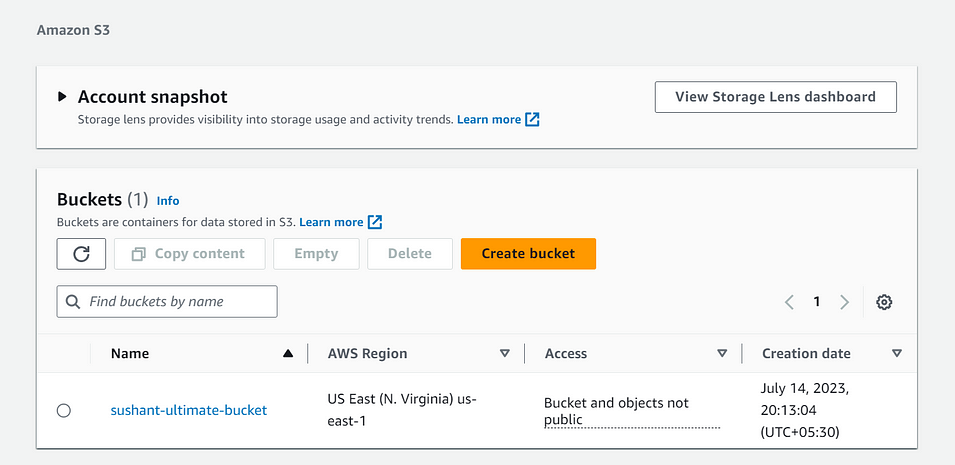 Amazon S3
Account snapshot
View Storage Lens dashboard
Storage lens provides visibility into storage usage and activity trends. Learn more
Buckets (1) Info
Buckets are containers for data stored in S3. Learn more
Copy content Empty Delete Create bucket
Find buckets by name
1
Name AWS Region Access Creation date
sushant-ultimate-bucket
US East (N. Virginia) us-
east-1
Bucket and objects not
public
July 14, 2023,
20:13:04
(UTC+05:30)